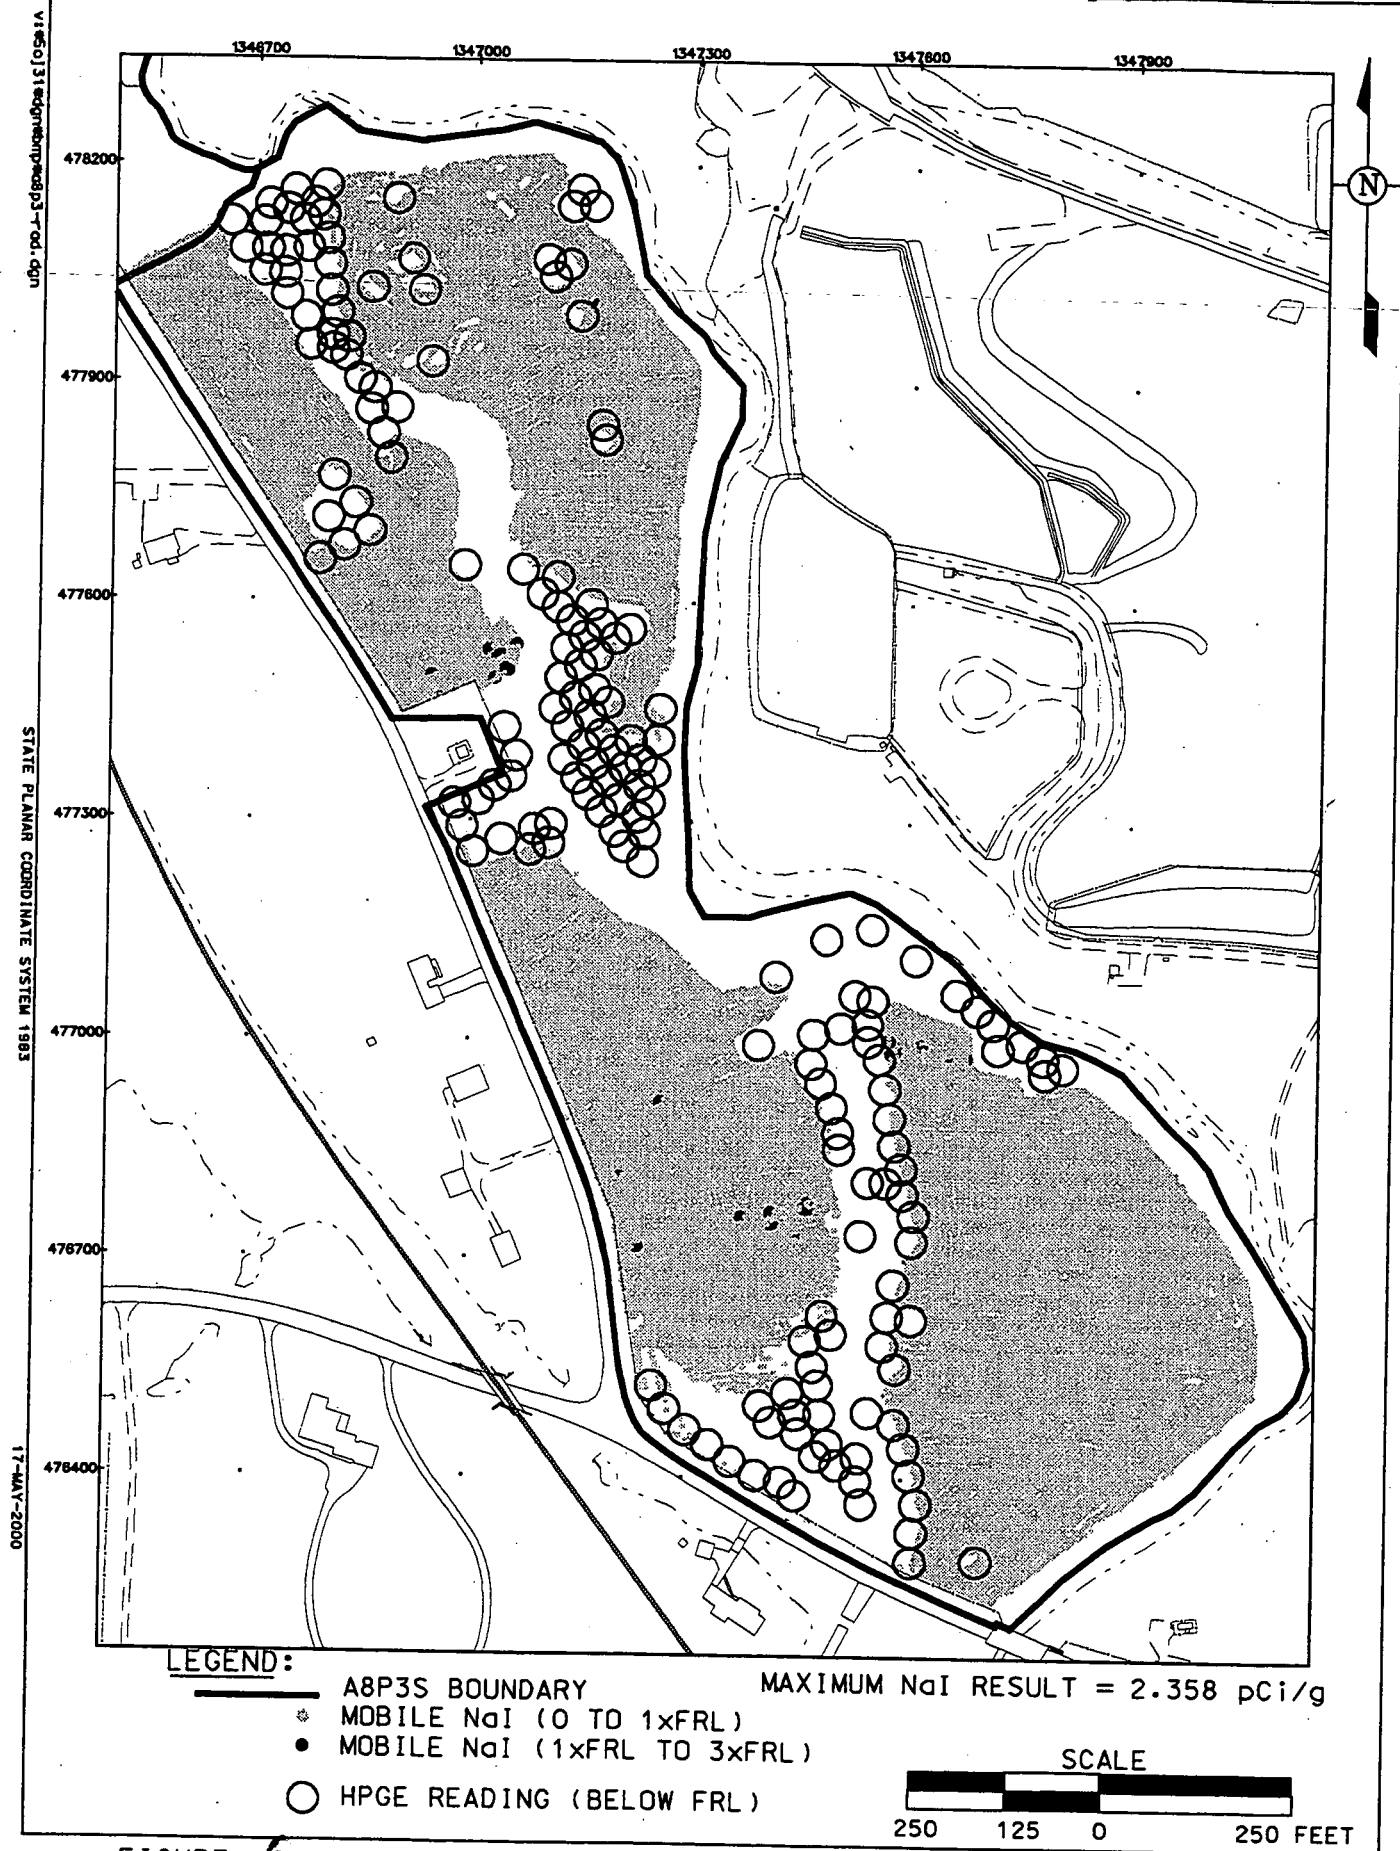 1346700
1347000
1347300
1347600
1347900
478200
477900
477600
477300
477000
476700
476400
N
STATE PLANAR COORDINATE SYSTEM 1983
17-MAY-2000
LEGEND:
A8P3S BOUNDARY
MOBILE NaI (0 TO 1xFRL)
MOBILE NaI (1xFRL TO 3xFRL)
HPGE READING (BELOW FRL)
MAXIMUM NaI RESULT = 2.358 pCi/g
SCALE
250 125 0 250 FEET